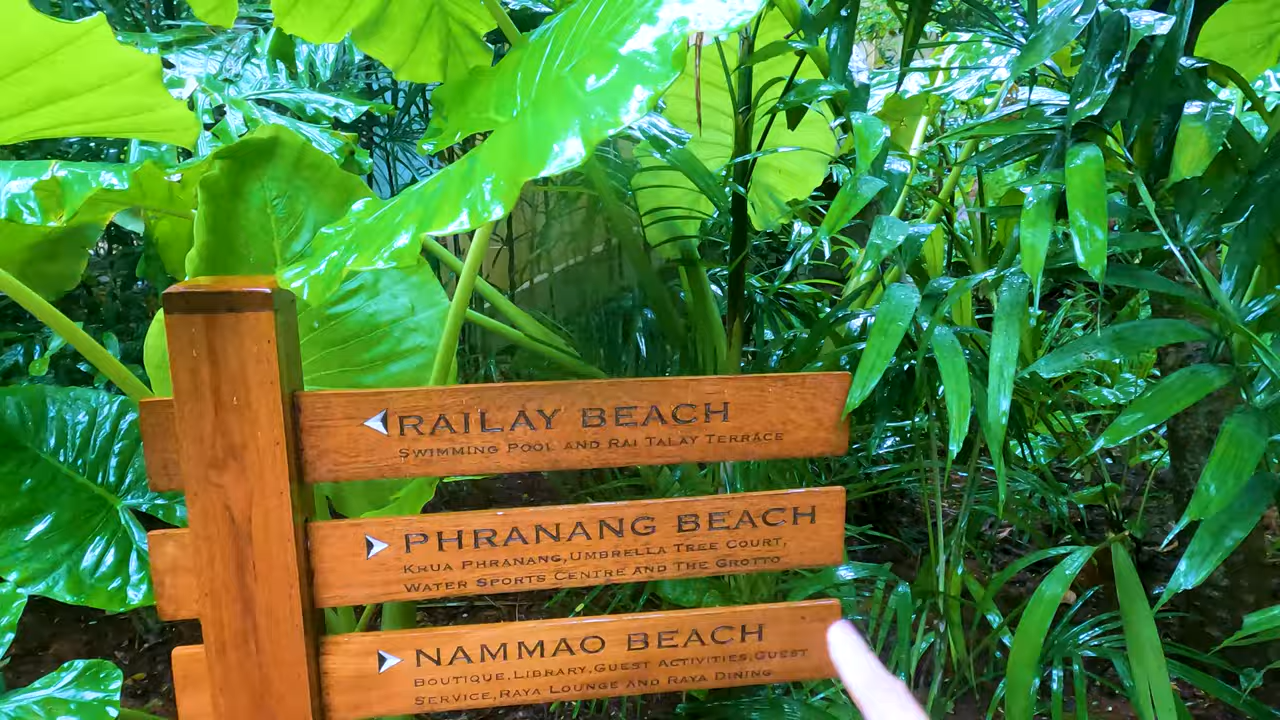 RAILAY BEACH
SWIMMING POOL AND RAI TALAY TERRACE
PHRANANG BEACH
KRUA PHRANANG,UMBRELLA TREE COURT,
WATER SPORTS CENTRE AND THE GROTTO
NAMMAO BEACH
BOUTIQUE,LIBRARY,GUEST ACTIVITIES,GUEST
SERVICE,RAYA LOUNGE AND RAYA DINING